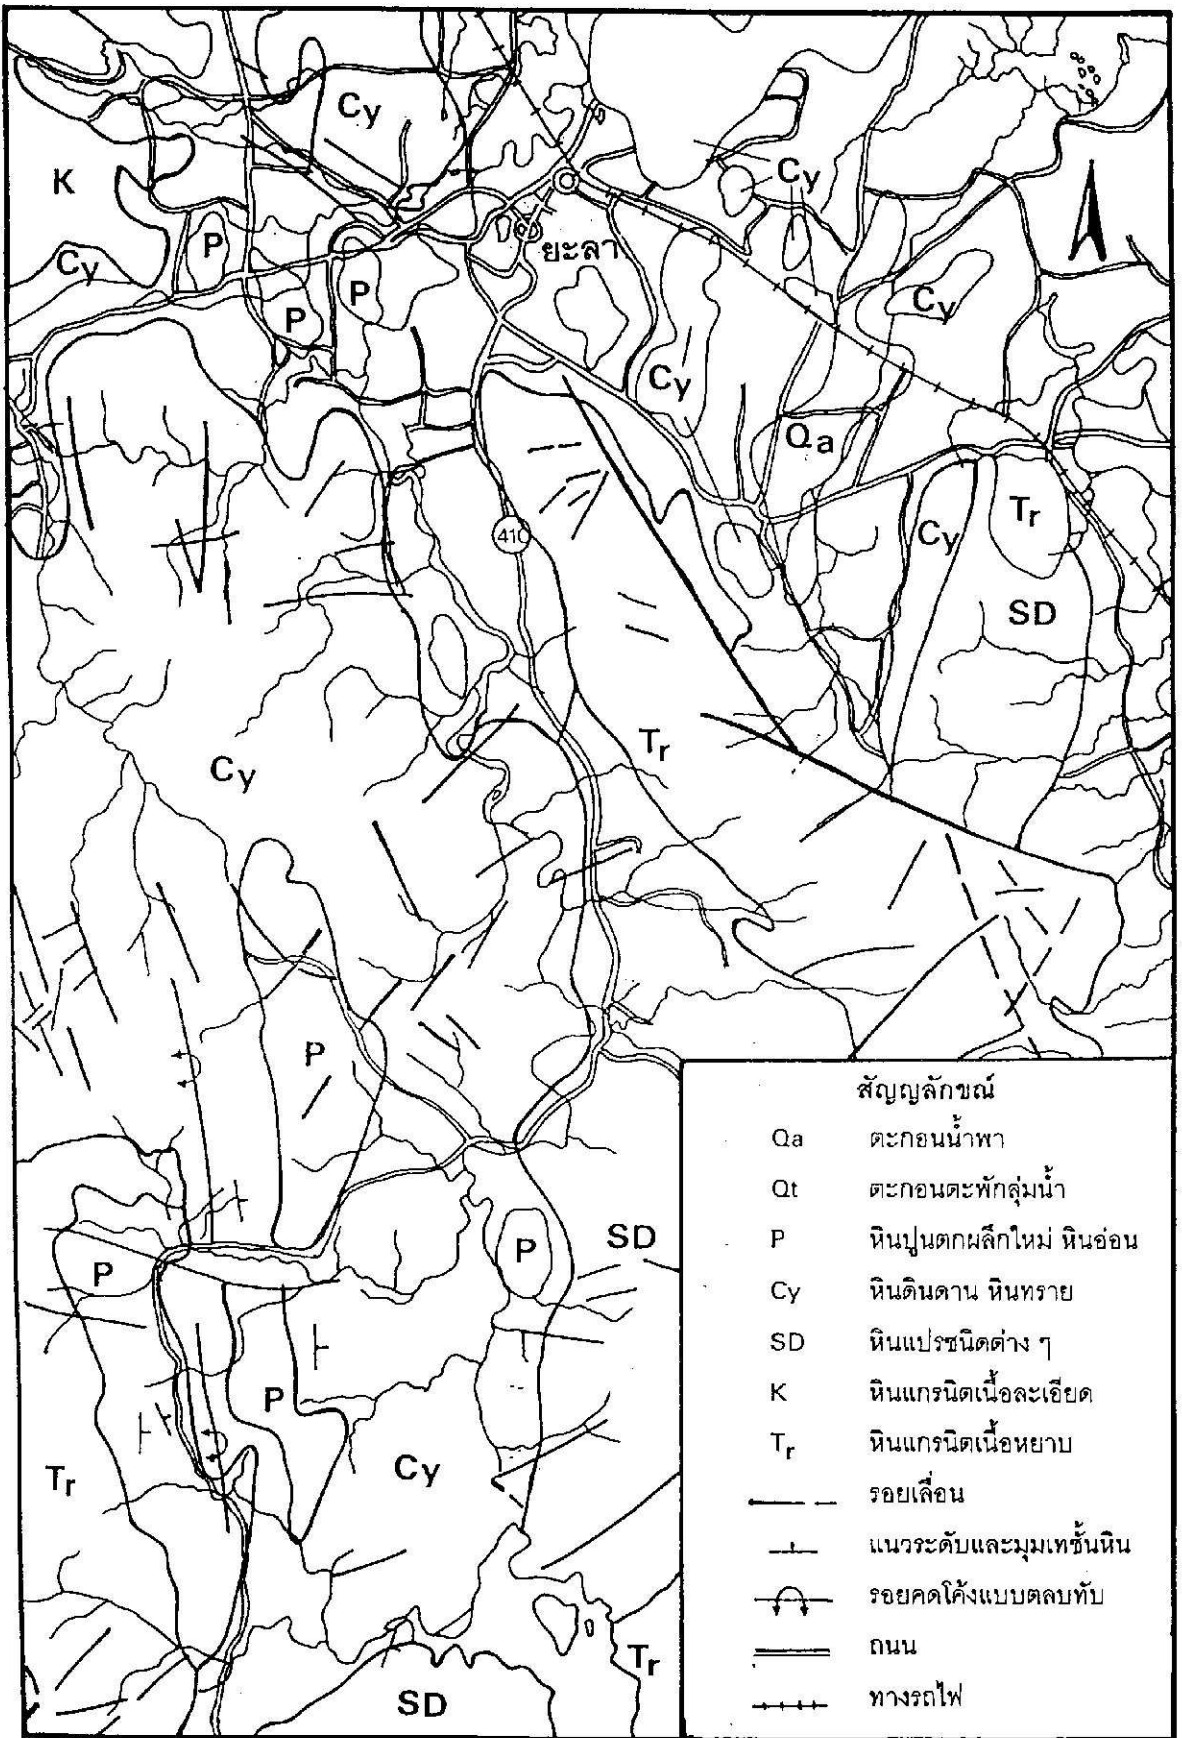 Cy
K
Cy
P
ยะลา
Cy
P
P
Cy
Cy
Qa
Tr
Cy
410
SD
Tr
Cy
P
SD
P
P
P
Cy
Tr
Tr
SD
สัญญลักขณ์
Qa ตะกอนน้ำพา
Qt ตะกอนตะพักลุ่มน้ำ
P หินปูนตกผลึกใหม่ หินอ่อน
Cy หินดินดาน หินทราย
SD หินแปรชนิดต่าง ๆ
K หินแกรนิตเนื้อละเอียด
Tr หินแกรนิตเนื้อหยาบ
รอยเลื่อน
แนวระดับและมุมเทชั้นหิน
รอยคดโค้งแบบตลบทับ
ถนน
ทางรถไฟ